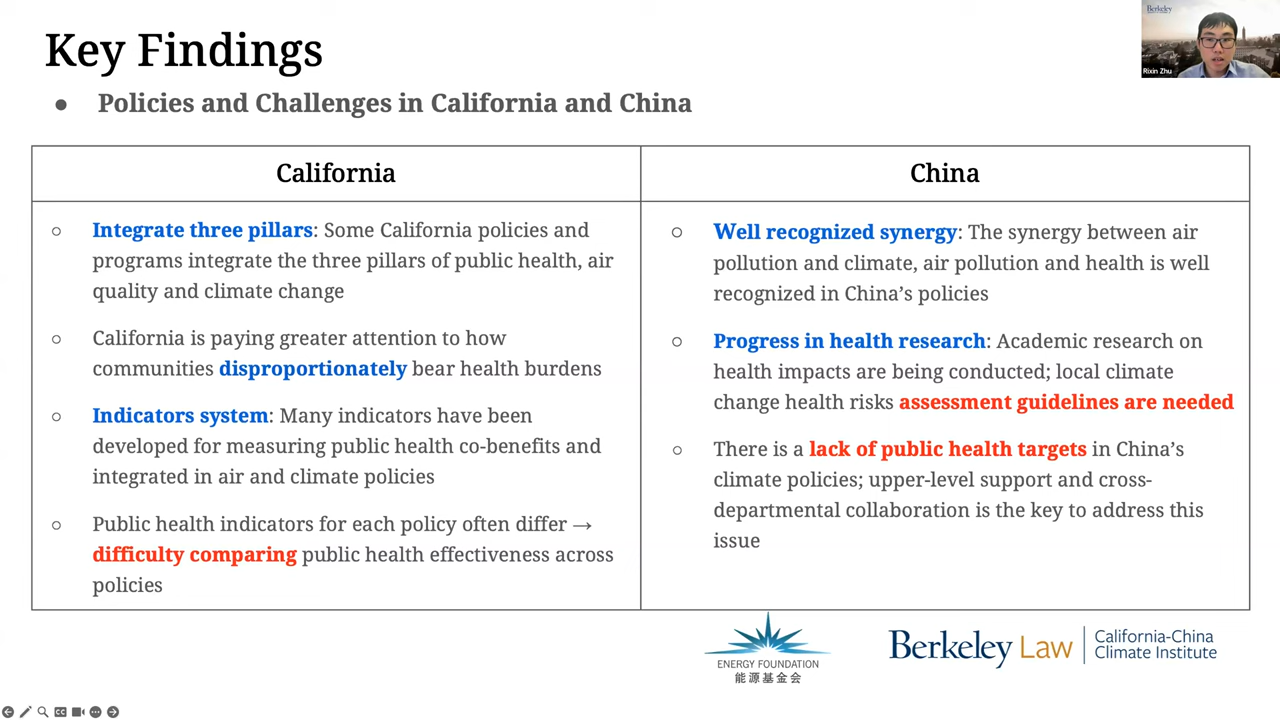 Key Findings
Berkeley
Rixin Zhu
● Policies and Challenges in California and China
California
○ Integrate three pillars: Some California policies and
programs integrate the three pillars of public health, air
quality and climate change
○ California is paying greater attention to how
communities disproportionately bear health burdens
○ Indicators system: Many indicators have been
developed for measuring public health co-benefits and
integrated in air and climate policies
○ Public health indicators for each policy often differ →
difficulty comparing public health effectiveness across
policies
China
○ Well recognized synergy: The synergy between air
pollution and climate, air pollution and health is well
recognized in China’s policies
○ Progress in health research: Academic research on
health impacts are being conducted; local climate
change health risks assessment guidelines are needed
○ There is a lack of public health targets in China’s
climate policies; upper-level support and cross-
departmental collaboration is the key to address this
issue
ENERGY FOUNDATION
能源基金会
Berkeley Law
California-China
Climate Institute